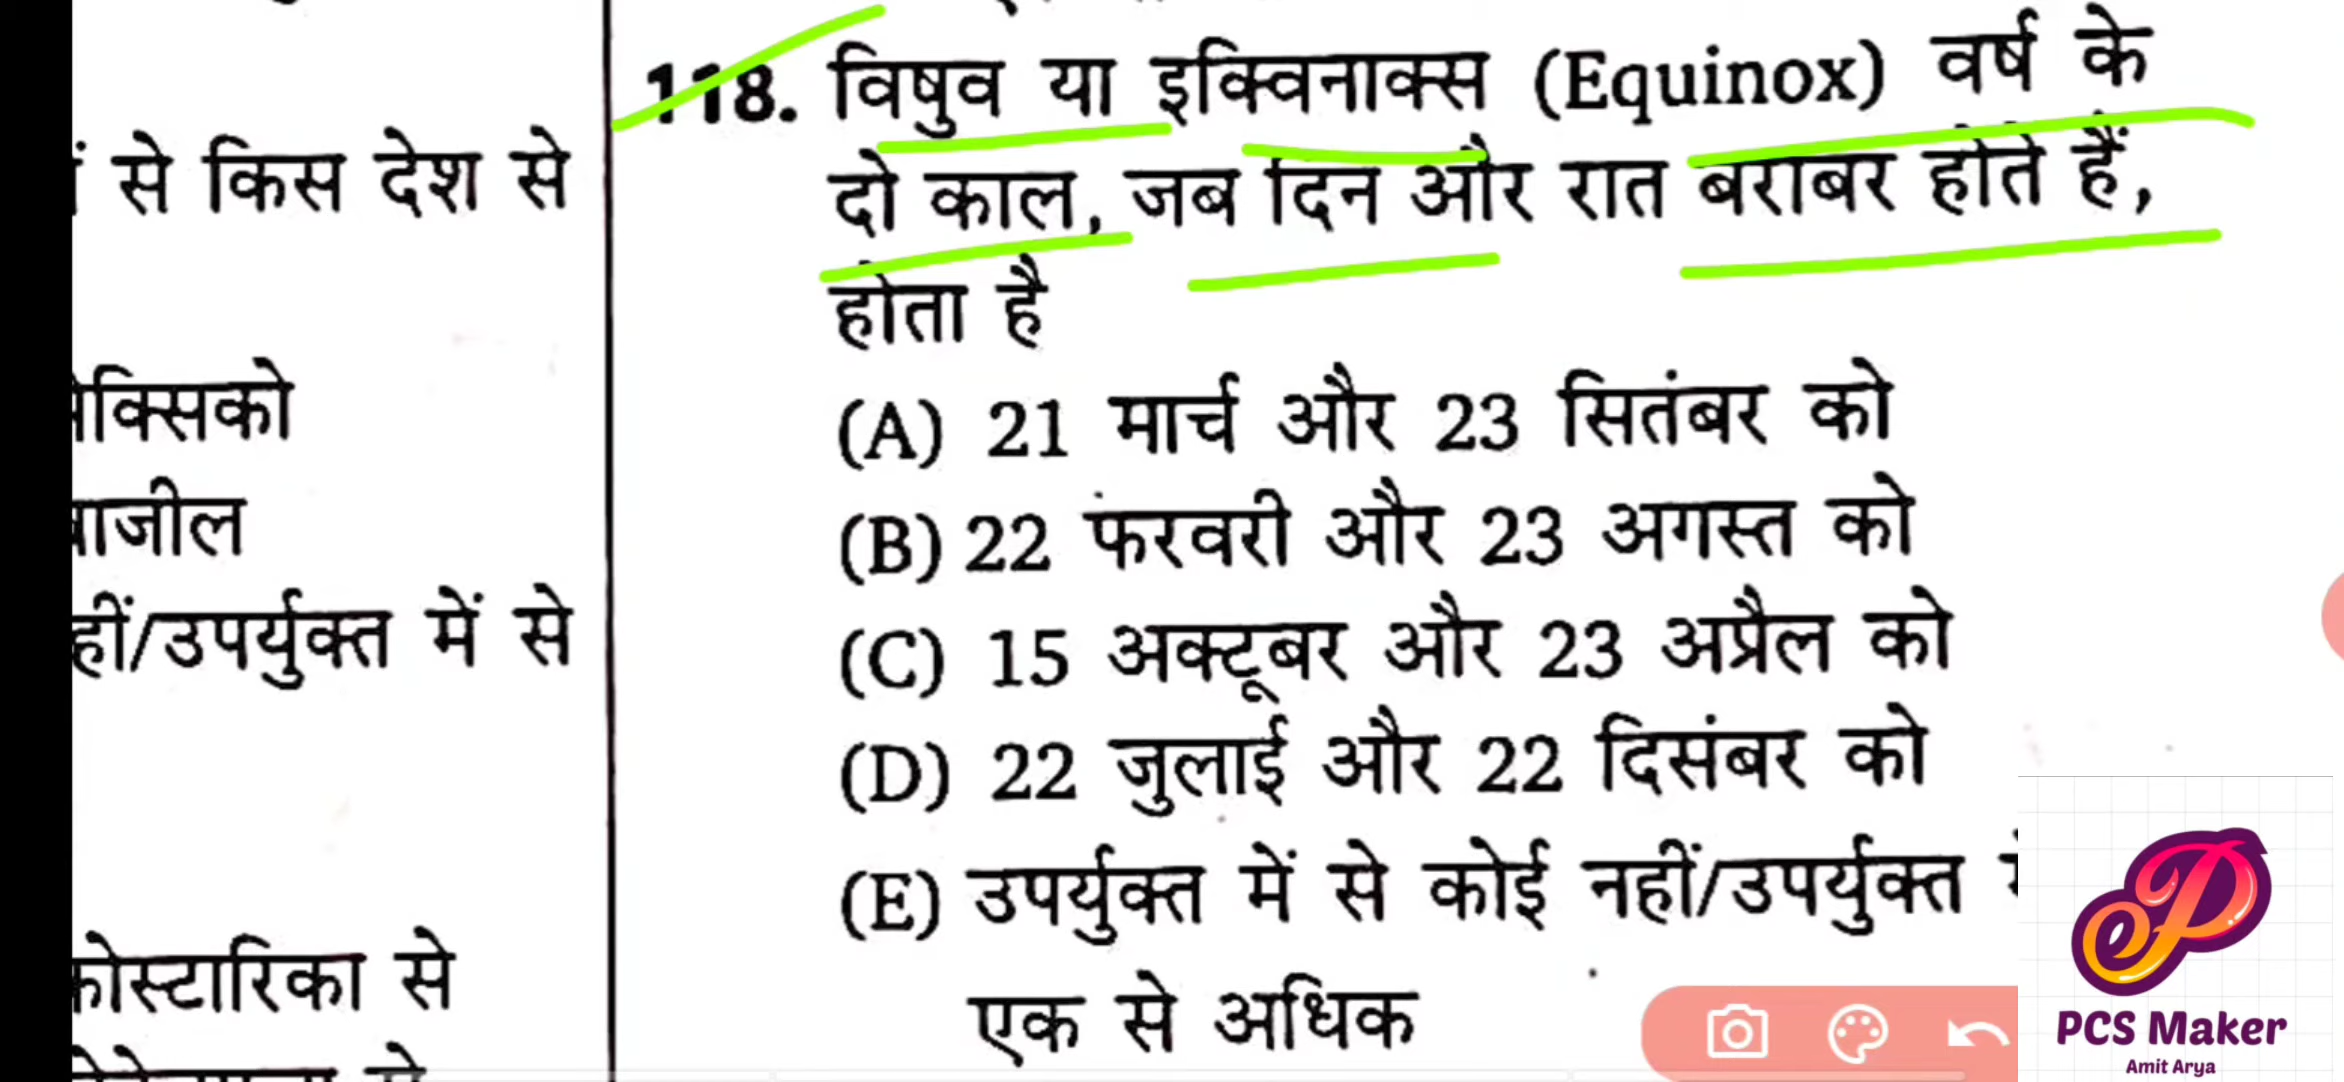 से किस देश से
हीं/उपर्युक्त में से
से
118. विषुव या इक्विनाक्स (Equinox) वर्ष के
दो काल, जब दिन और रात बराबर होते हैं,
होता है
(A) 21 मार्च और 23 सितंबर को
(B) 22 फरवरी और 23 अगस्त को
(C) 15 अक्टूबर और 23 अप्रैल को
(D) 22 जुलाई और 22 दिसंबर को
(E) उपर्युक्त में से कोई नहीं/उपर्युक्त
एक से अधिक
PCS Maker
Amit Arya